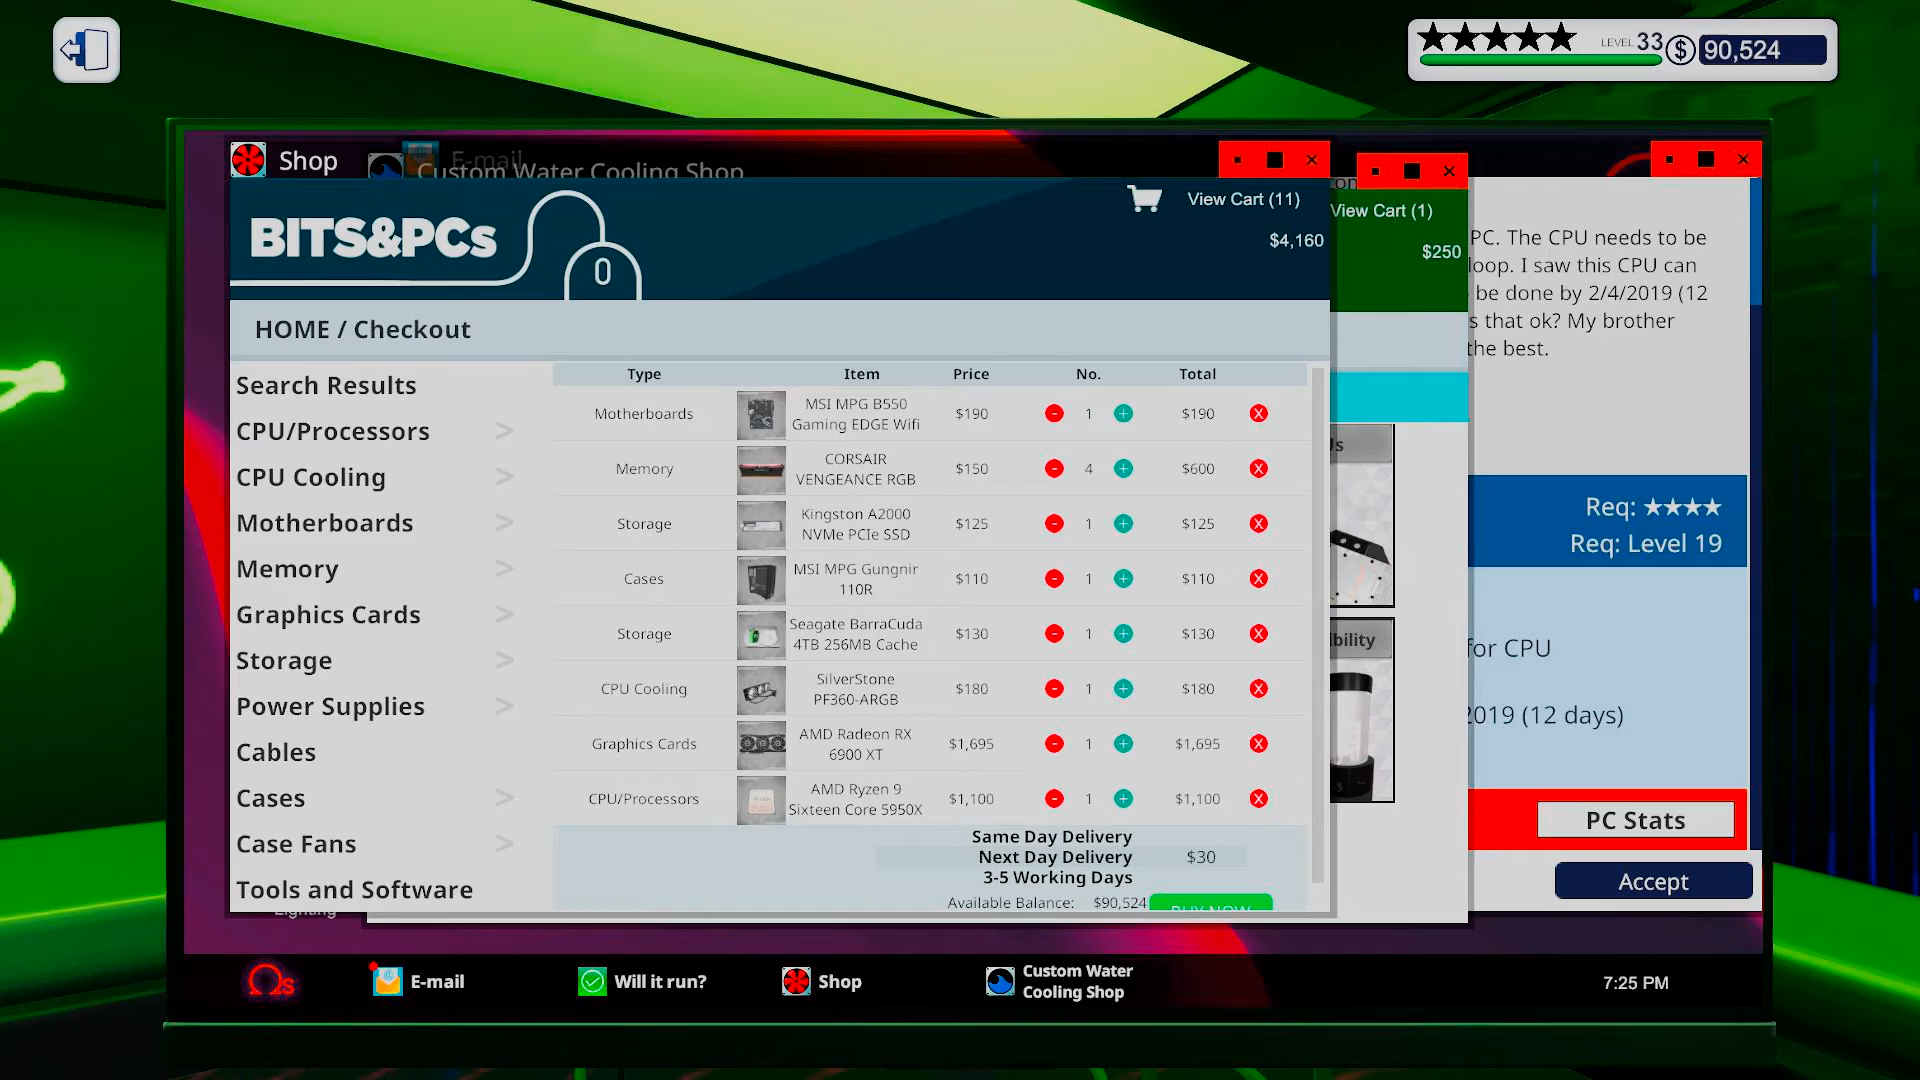 LEVEL 33
$ 90,524
Shop
E-mail
Custom Water Cooling Shop
BITS&PCs
View Cart (11)
$4,160
View Cart (1)
$250
PC. The CPU needs to be
loop. I saw this CPU can
be done by 2/4/2019 (12
s that ok? My brother
the best.
HOME / Checkout
Search Results
CPU/Processors >
CPU Cooling >
Motherboards >
Memory >
Graphics Cards >
Storage >
Power Supplies >
Cables
Cases >
Case Fans >
Tools and Software
Lighting
Type Item Price No. Total
Motherboards MSI MPG B550 Gaming EDGE Wifi $190 - 1 + $190 X
Memory CORSAIR VENGEANCE RGB $150 - 4 + $600 X
Storage Kingston A2000 NVMe PCIe SSD $125 - 1 + $125 X
Cases MSI MPG Gungnir 110R $110 - 1 + $110 X
Storage Seagate BarraCuda 4TB 256MB Cache $130 - 1 + $130 X
CPU Cooling SilverStone PF360-ARGB $180 - 1 + $180 X
Graphics Cards AMD Radeon RX 6900 XT $1,695 - 1 + $1,695 X
CPU/Processors AMD Ryzen 9 Sixteen Core 5950X $1,100 - 1 + $1,100 X
Same Day Delivery
Next Day Delivery $30
3-5 Working Days
Available Balance: $90,524
BUY NOW
Req: ★★★★
Req: Level 19
for CPU
2019 (12 days)
PC Stats
Accept
E-mail
Will it run?
Shop
Custom Water
Cooling Shop
7:25 PM